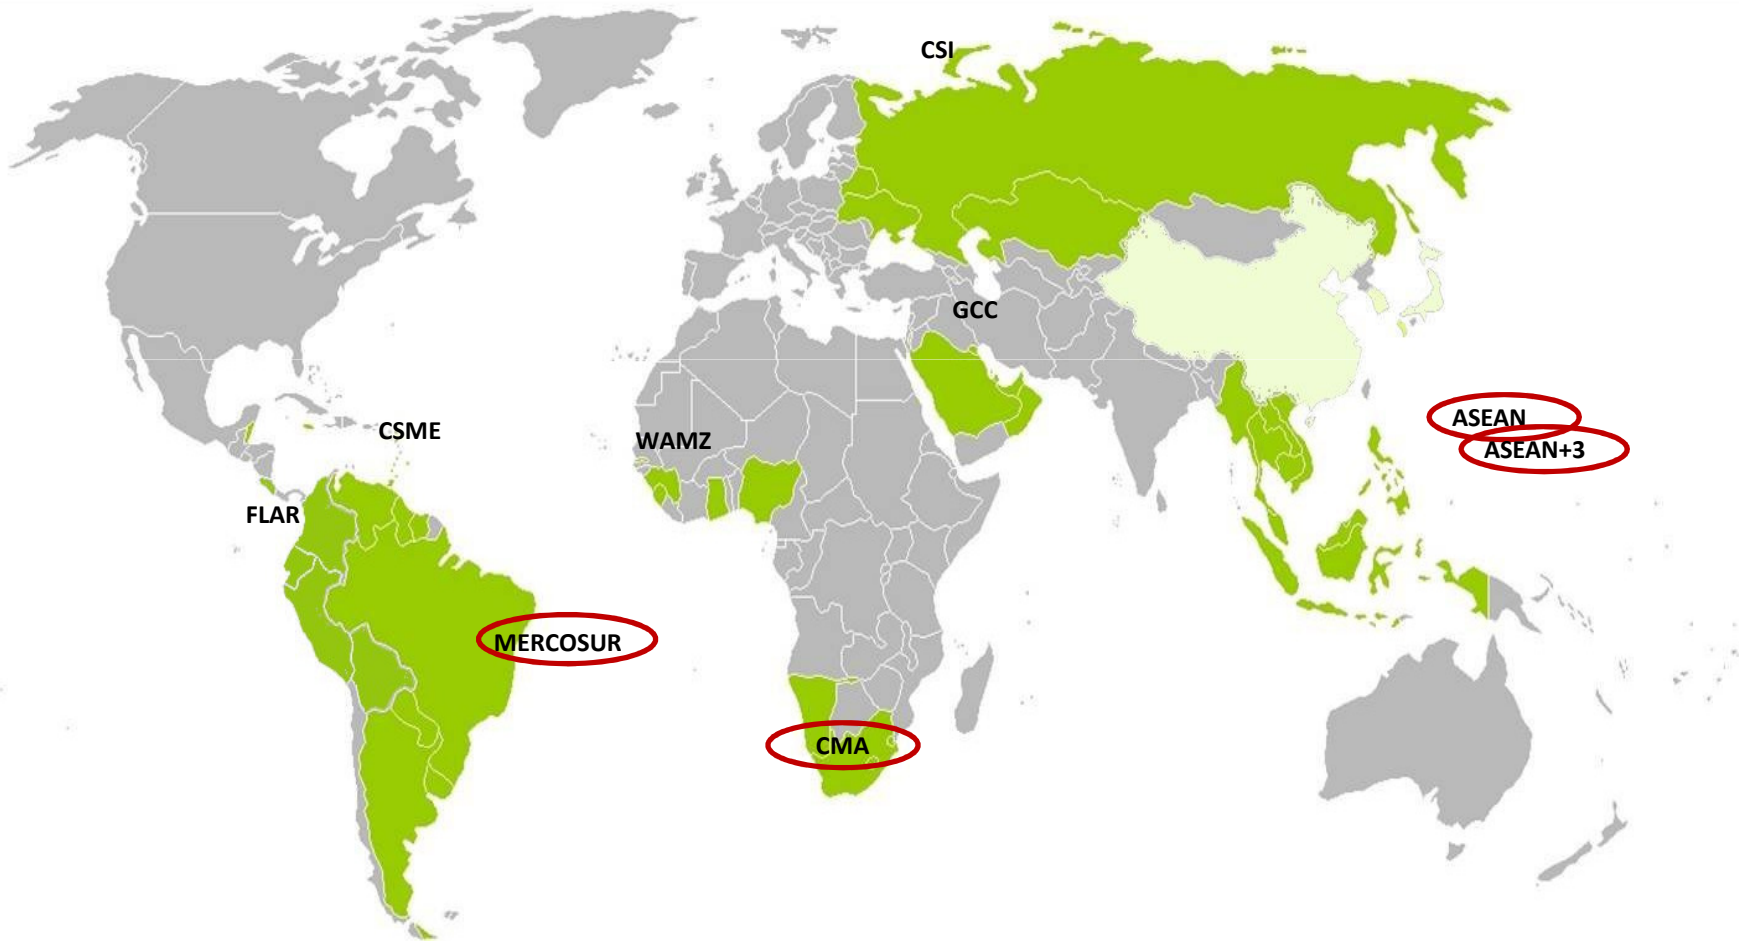 CSI
GCC
ASEAN
CSME
WAMZ
ASEAN+3
FLAR
MERCOSUR
CMA